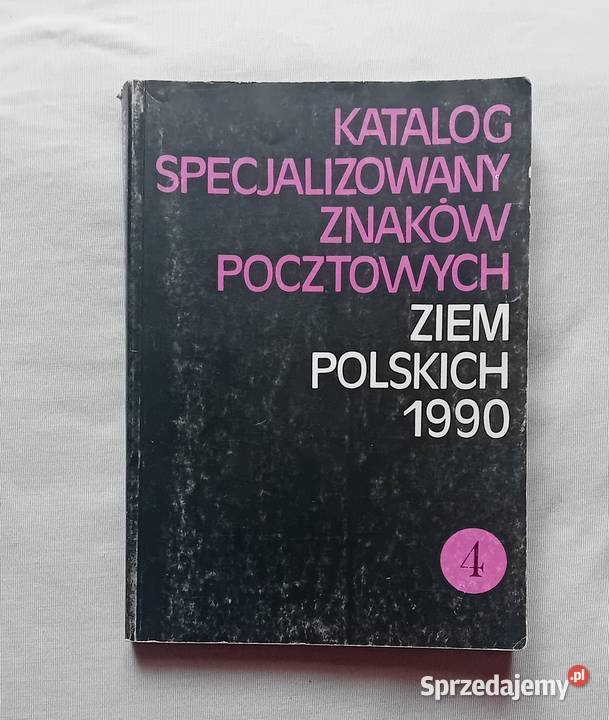 KATALOG
SPECJALIZOWANY
ZNAKÓW
POCZTOWYCH
ZIEM
POLSKICH
1990
4
Sprzedajemy.pl